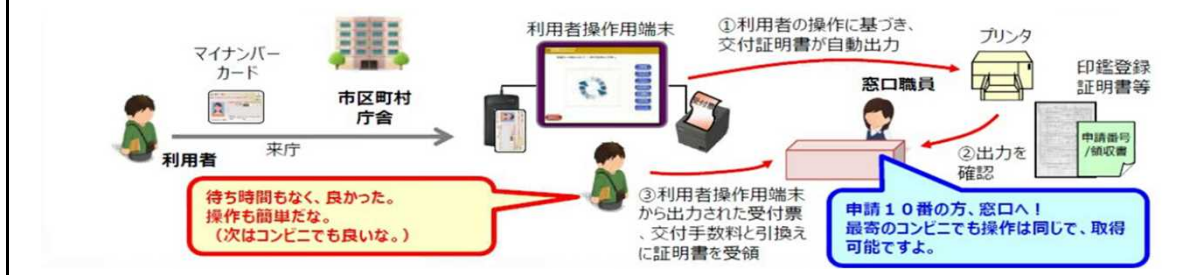 マイナンバー
カード
市区町村
庁舎
利用者
来庁
利用者操作用端末
①利用者の操作に基づき、
交付証明書が自動出力
プリンタ
窓口職員
印鑑登録
証明書等
申請番号
/領収書
②出力を
確認
③利用者操作用端末
から出力された受付票
、交付手数料と引換え
に証明書を受領
待ち時間もなく、良かった。
操作も簡単だな。
（次はコンビニでも良いな。）
申請１０番の方、窓口へ！
最寄のコンビニでも操作は同じで、取得
可能ですよ。